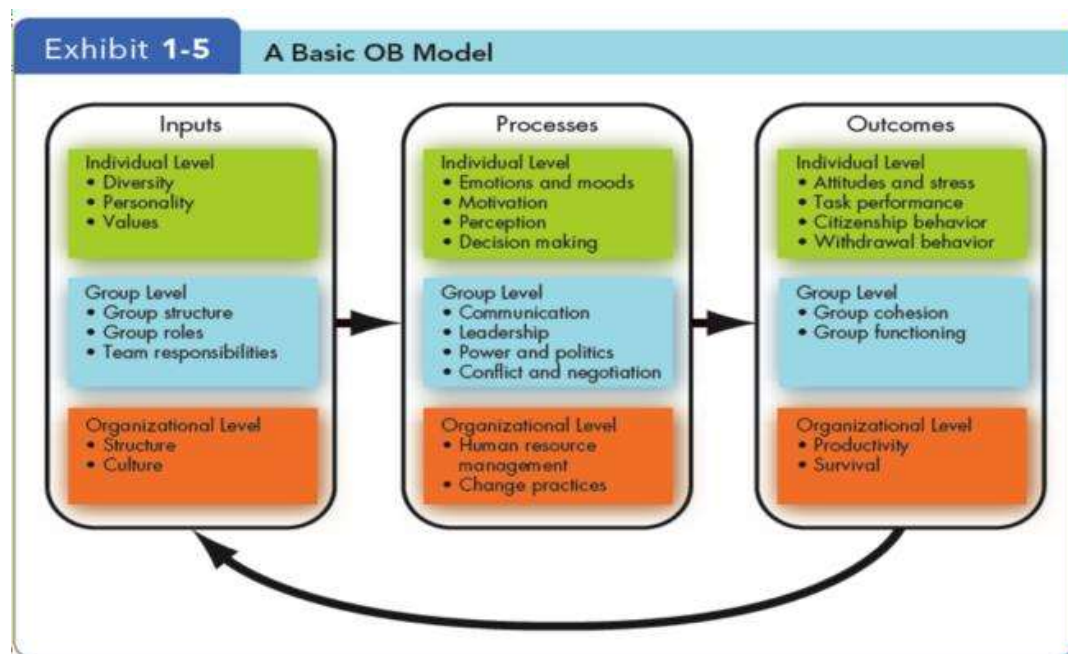 Exhibit 1-5
A Basic OB Model
Inputs
Individual Level
• Diversity
• Personality
• Values
Group Level
• Group structure
• Group roles
• Team responsibilities
Organizational Level
• Structure
• Culture
Processes
Individual Level
• Emotions and moods
• Motivation
• Perception
• Decision making
Group Level
• Communication
• Leadership
• Power and politics
• Conflict and negotiation
Organizational Level
• Human resource
management
• Change practices
Outcomes
Individual Level
• Attitudes and stress
• Task performance
• Citizenship behavior
• Withdrawal behavior
Group Level
• Group cohesion
• Group functioning
Organizational Level
• Productivity
• Survival